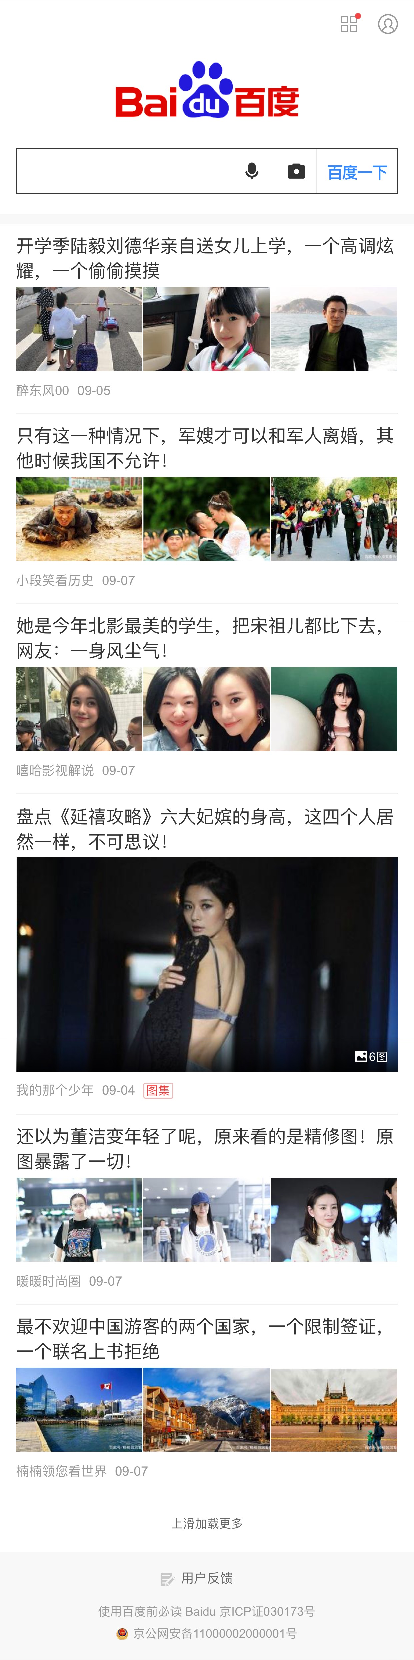 Baidu百度
百度一下
开学季陆毅刘德华亲自送女儿上学，一个高调炫
耀，一个偷偷摸摸
醉东风00 09-05
只有这一种情况下，军嫂才可以和军人离婚，其
他时候我国不允许！
小段笑看历史 09-07
她是今年北影最美的学生，把宋祖儿都比下去，
网友：一身风尘气！
嘻哈影视解说 09-07
盘点《延禧攻略》六大妃嫔的身高，这四个人居
然一样，不可思议！
6图
我的那个少年 09-04 图集
还以为董洁变年轻了呢，原来看的是精修图！原
图暴露了一切！
暖暖时尚圈 09-07
最不欢迎中国游客的两个国家，一个限制签证，
一个联名上书拒绝
楠楠领您看世界 09-07
上滑加载更多
用户反馈
使用百度前必读 Baidu 京ICP证030173号
京公网安备11000002000001号